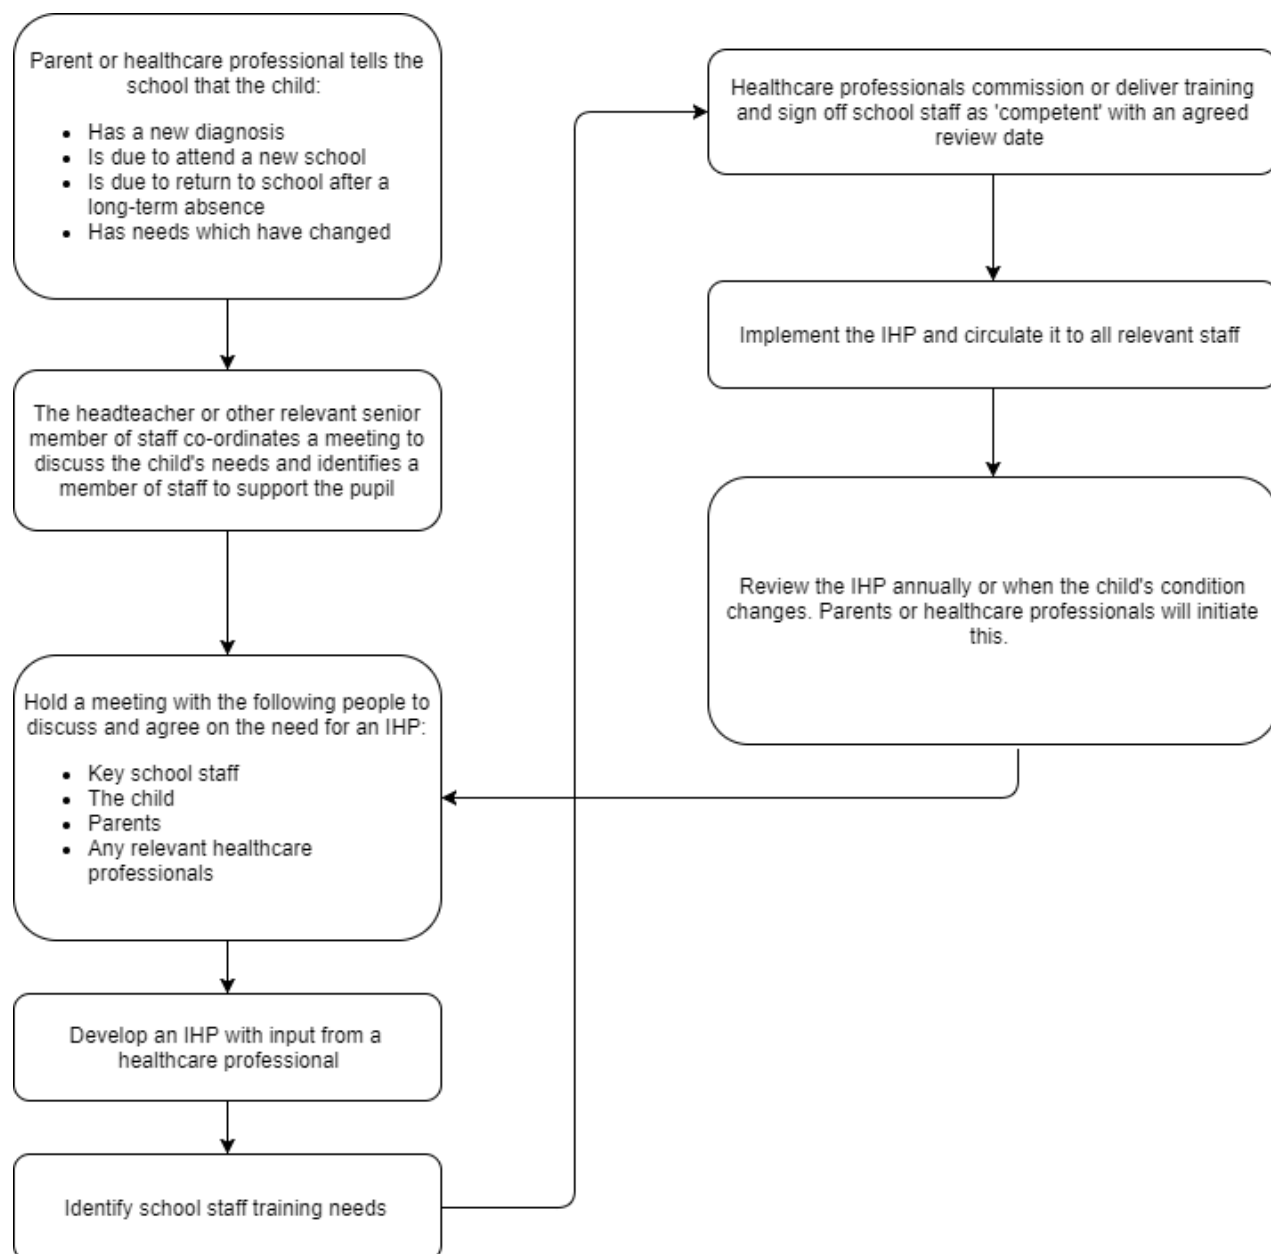 Parent or healthcare professional tells the
school that the child:
• Has a new diagnosis
• Is due to attend a new school
• Is due to return to school after a
long-term absence
• Has needs which have changed
The headteacher or other relevant senior
member of staff co-ordinates a meeting to
discuss the child's needs and identifies a
member of staff to support the pupil
Hold a meeting with the following people to
discuss and agree on the need for an IHP:
• Key school staff
• The child
• Parents
• Any relevant healthcare
professionals
Develop an IHP with input from a
healthcare professional
Identify school staff training needs
Healthcare professionals commission or deliver training
and sign off school staff as 'competent' with an agreed
review date
Implement the IHP and circulate it to all relevant staff
Review the IHP annually or when the child's condition
changes. Parents or healthcare professionals will initiate
this.